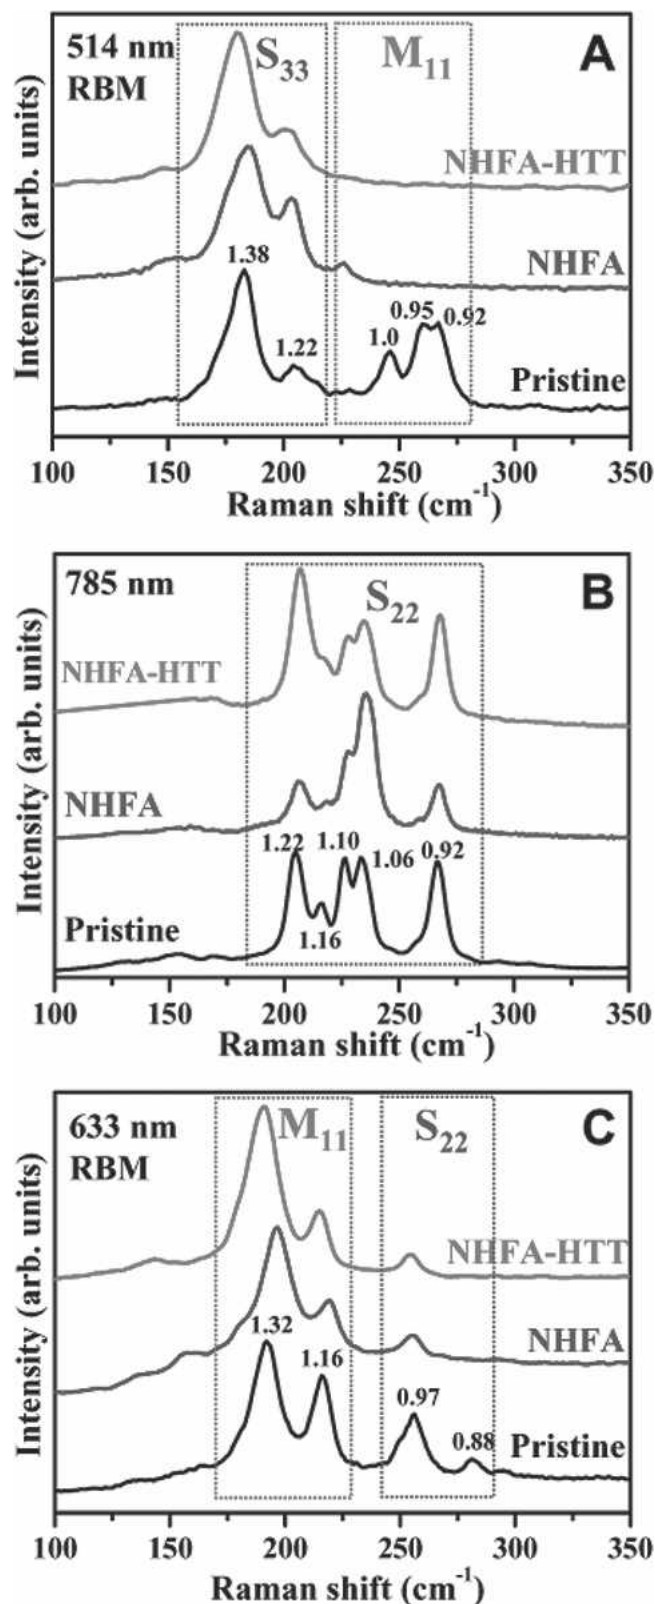 514 nm
RBM
S33
M11
A
NHFA-HTT
NHFA
1.38
1.22
1.0
0.95
0.92
Pristine
Intensity (arb. units)
100 150 200 250 300 350
Raman shift (cm-1)
785 nm
S22
B
NHFA-HTT
NHFA
1.22
1.10
1.06
0.92
1.16
Pristine
Intensity (arb. units)
100 150 200 250 300 350
Raman shift (cm-1)
633 nm
RBM
M11
S22
C
NHFA-HTT
NHFA
1.32
1.16
0.97
0.88
Pristine
Intensity (arb. units)
100 150 200 250 300 350
Raman shift (cm-1)